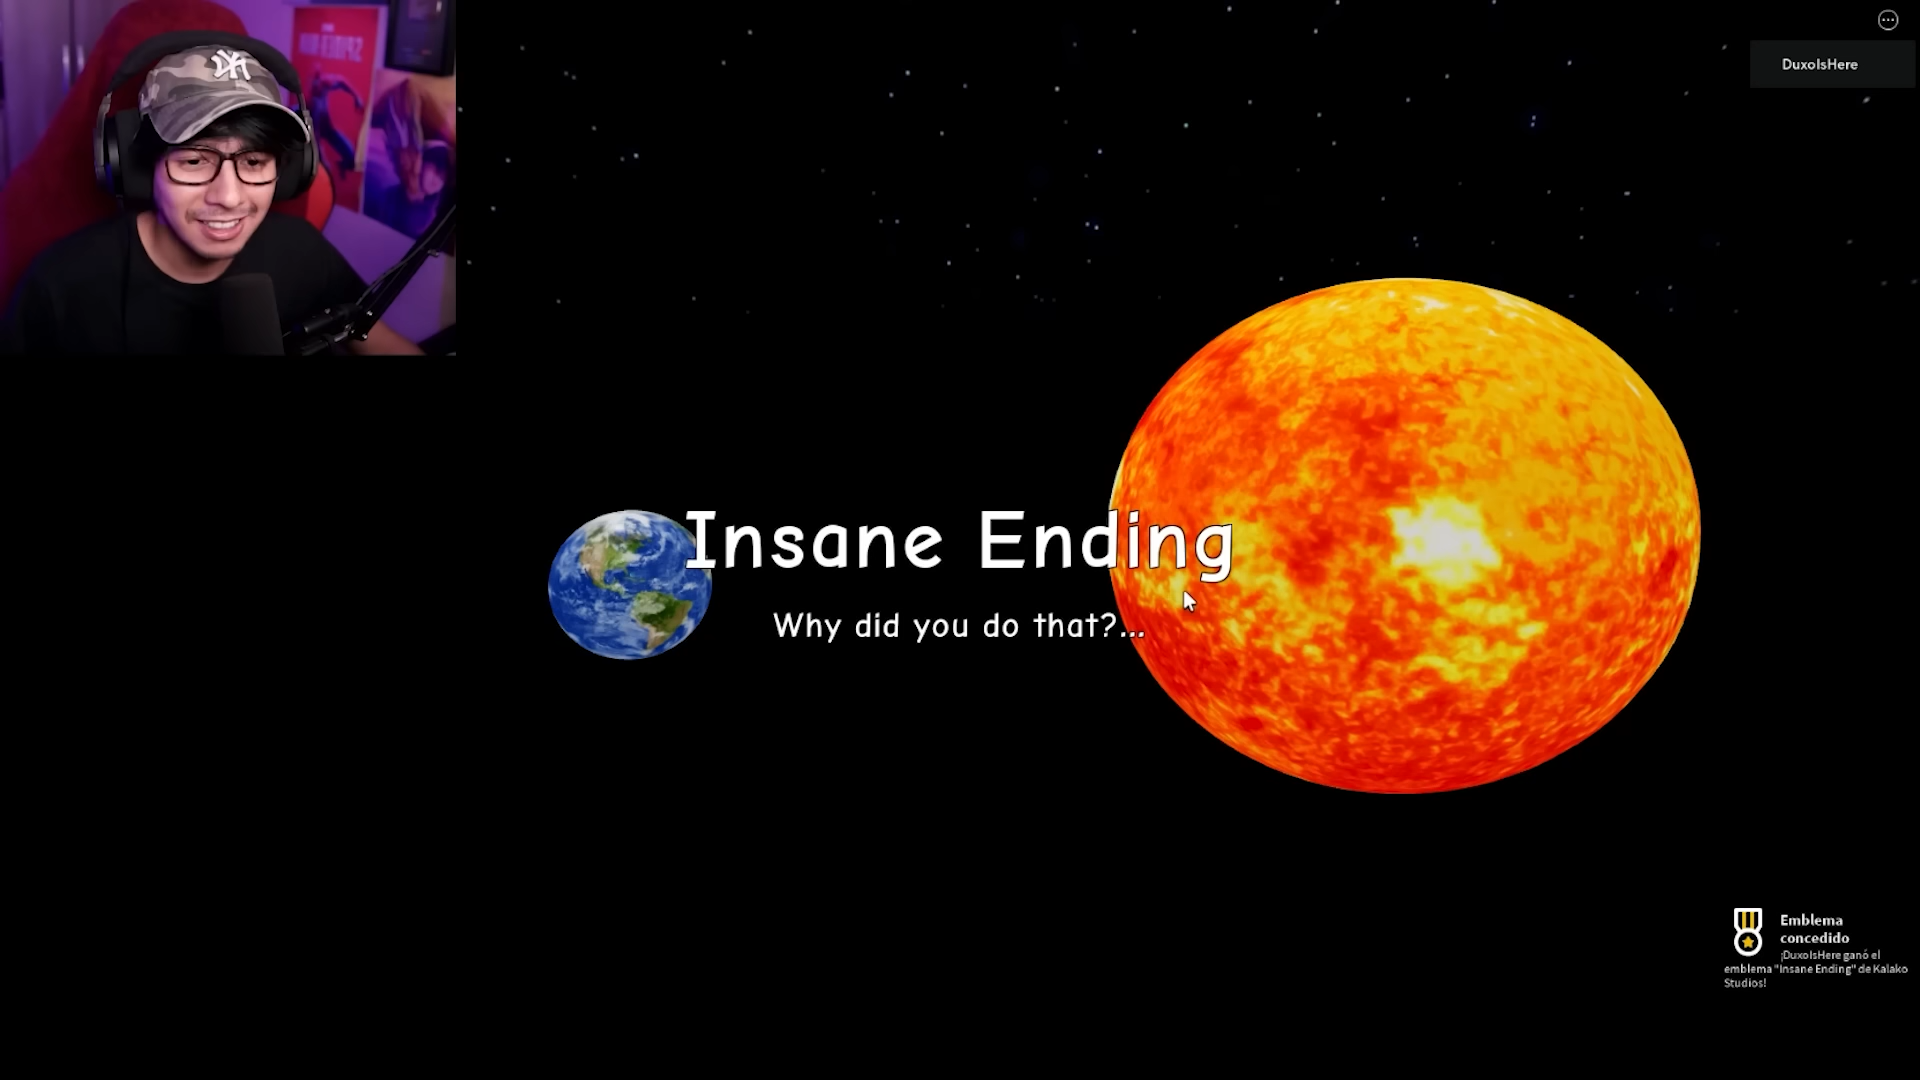 DuxoIsHere
Insane Ending
Why did you do that?...
Emblema
concedido
¡DuxoIsHere ganó el
emblema "Insane Ending" de Kalako
Studios!